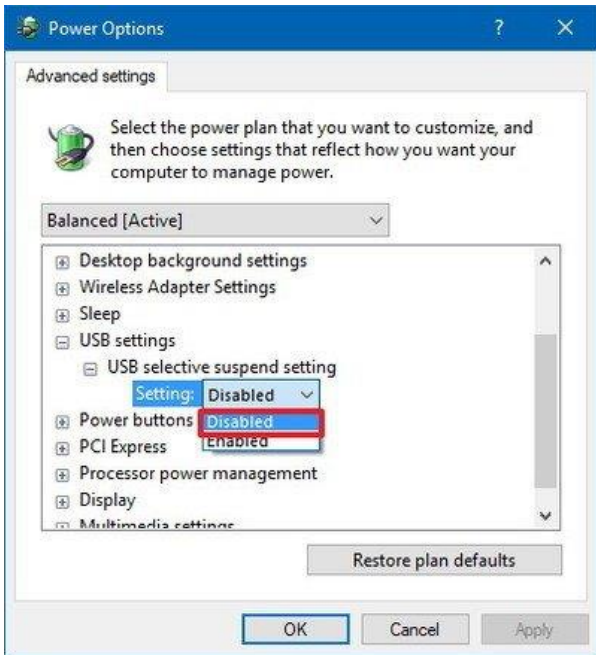 Power Options
Advanced settings
Select the power plan that you want to customize, and
then choose settings that reflect how you want your
computer to manage power.
Balanced [Active]
Desktop background settings
Wireless Adapter Settings
Sleep
USB settings
USB selective suspend setting
Setting: Disabled
Power buttons Disabled
Enabled
PCI Express
Processor power management
Display
Multimedia settings
Restore plan defaults
OK Cancel Apply